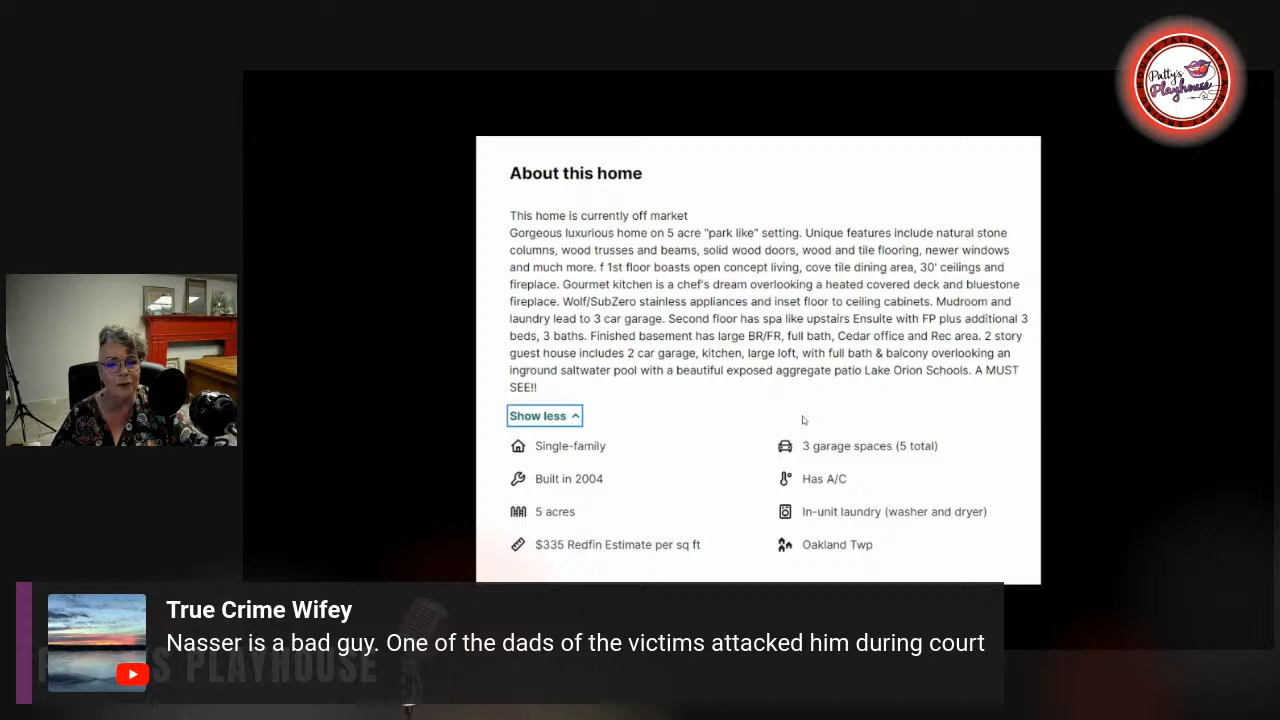 Patty's
Playhouse
About this home
This home is currently off market
Gorgeous luxurious home on 5 acre "park like" setting. Unique features include natural stone
columns, wood trusses and beams, solid wood doors, wood and tile flooring, newer windows
and much more. f 1st floor boasts open concept living, cove tile dining area, 30' ceilings and
fireplace. Gourmet kitchen is a chef's dream overlooking a heated covered deck and bluestone
fireplace. Wolf/SubZero stainless appliances and inset floor to ceiling cabinets. Mudroom and
laundry lead to 3 car garage. Second floor has spa like upstairs Ensuite with FP plus additional 3
beds, 3 baths. Finished basement has large BR/FR, full bath, Cedar office and Rec area. 2 story
guest house includes 2 car garage, kitchen, large loft, with full bath & balcony overlooking an
inground saltwater pool with a beautiful exposed aggregate patio Lake Orion Schools. A MUST
SEE!!
Show less
Single-family
3 garage spaces (5 total)
Built in 2004
Has A/C
5 acres
In-unit laundry (washer and dryer)
$335 Redfin Estimate per sq ft
Oakland Twp
True Crime Wifey
Nasser is a bad guy. One of the dads of the victims attacked him during court
S PLAYHOUSE